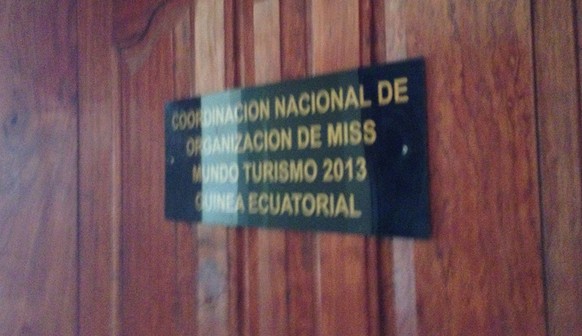 COORDINACION NACIONAL DE
ORGANIZACION DE MISS
MUNDO TURISMO 2013
GUINEA ECUATORIAL